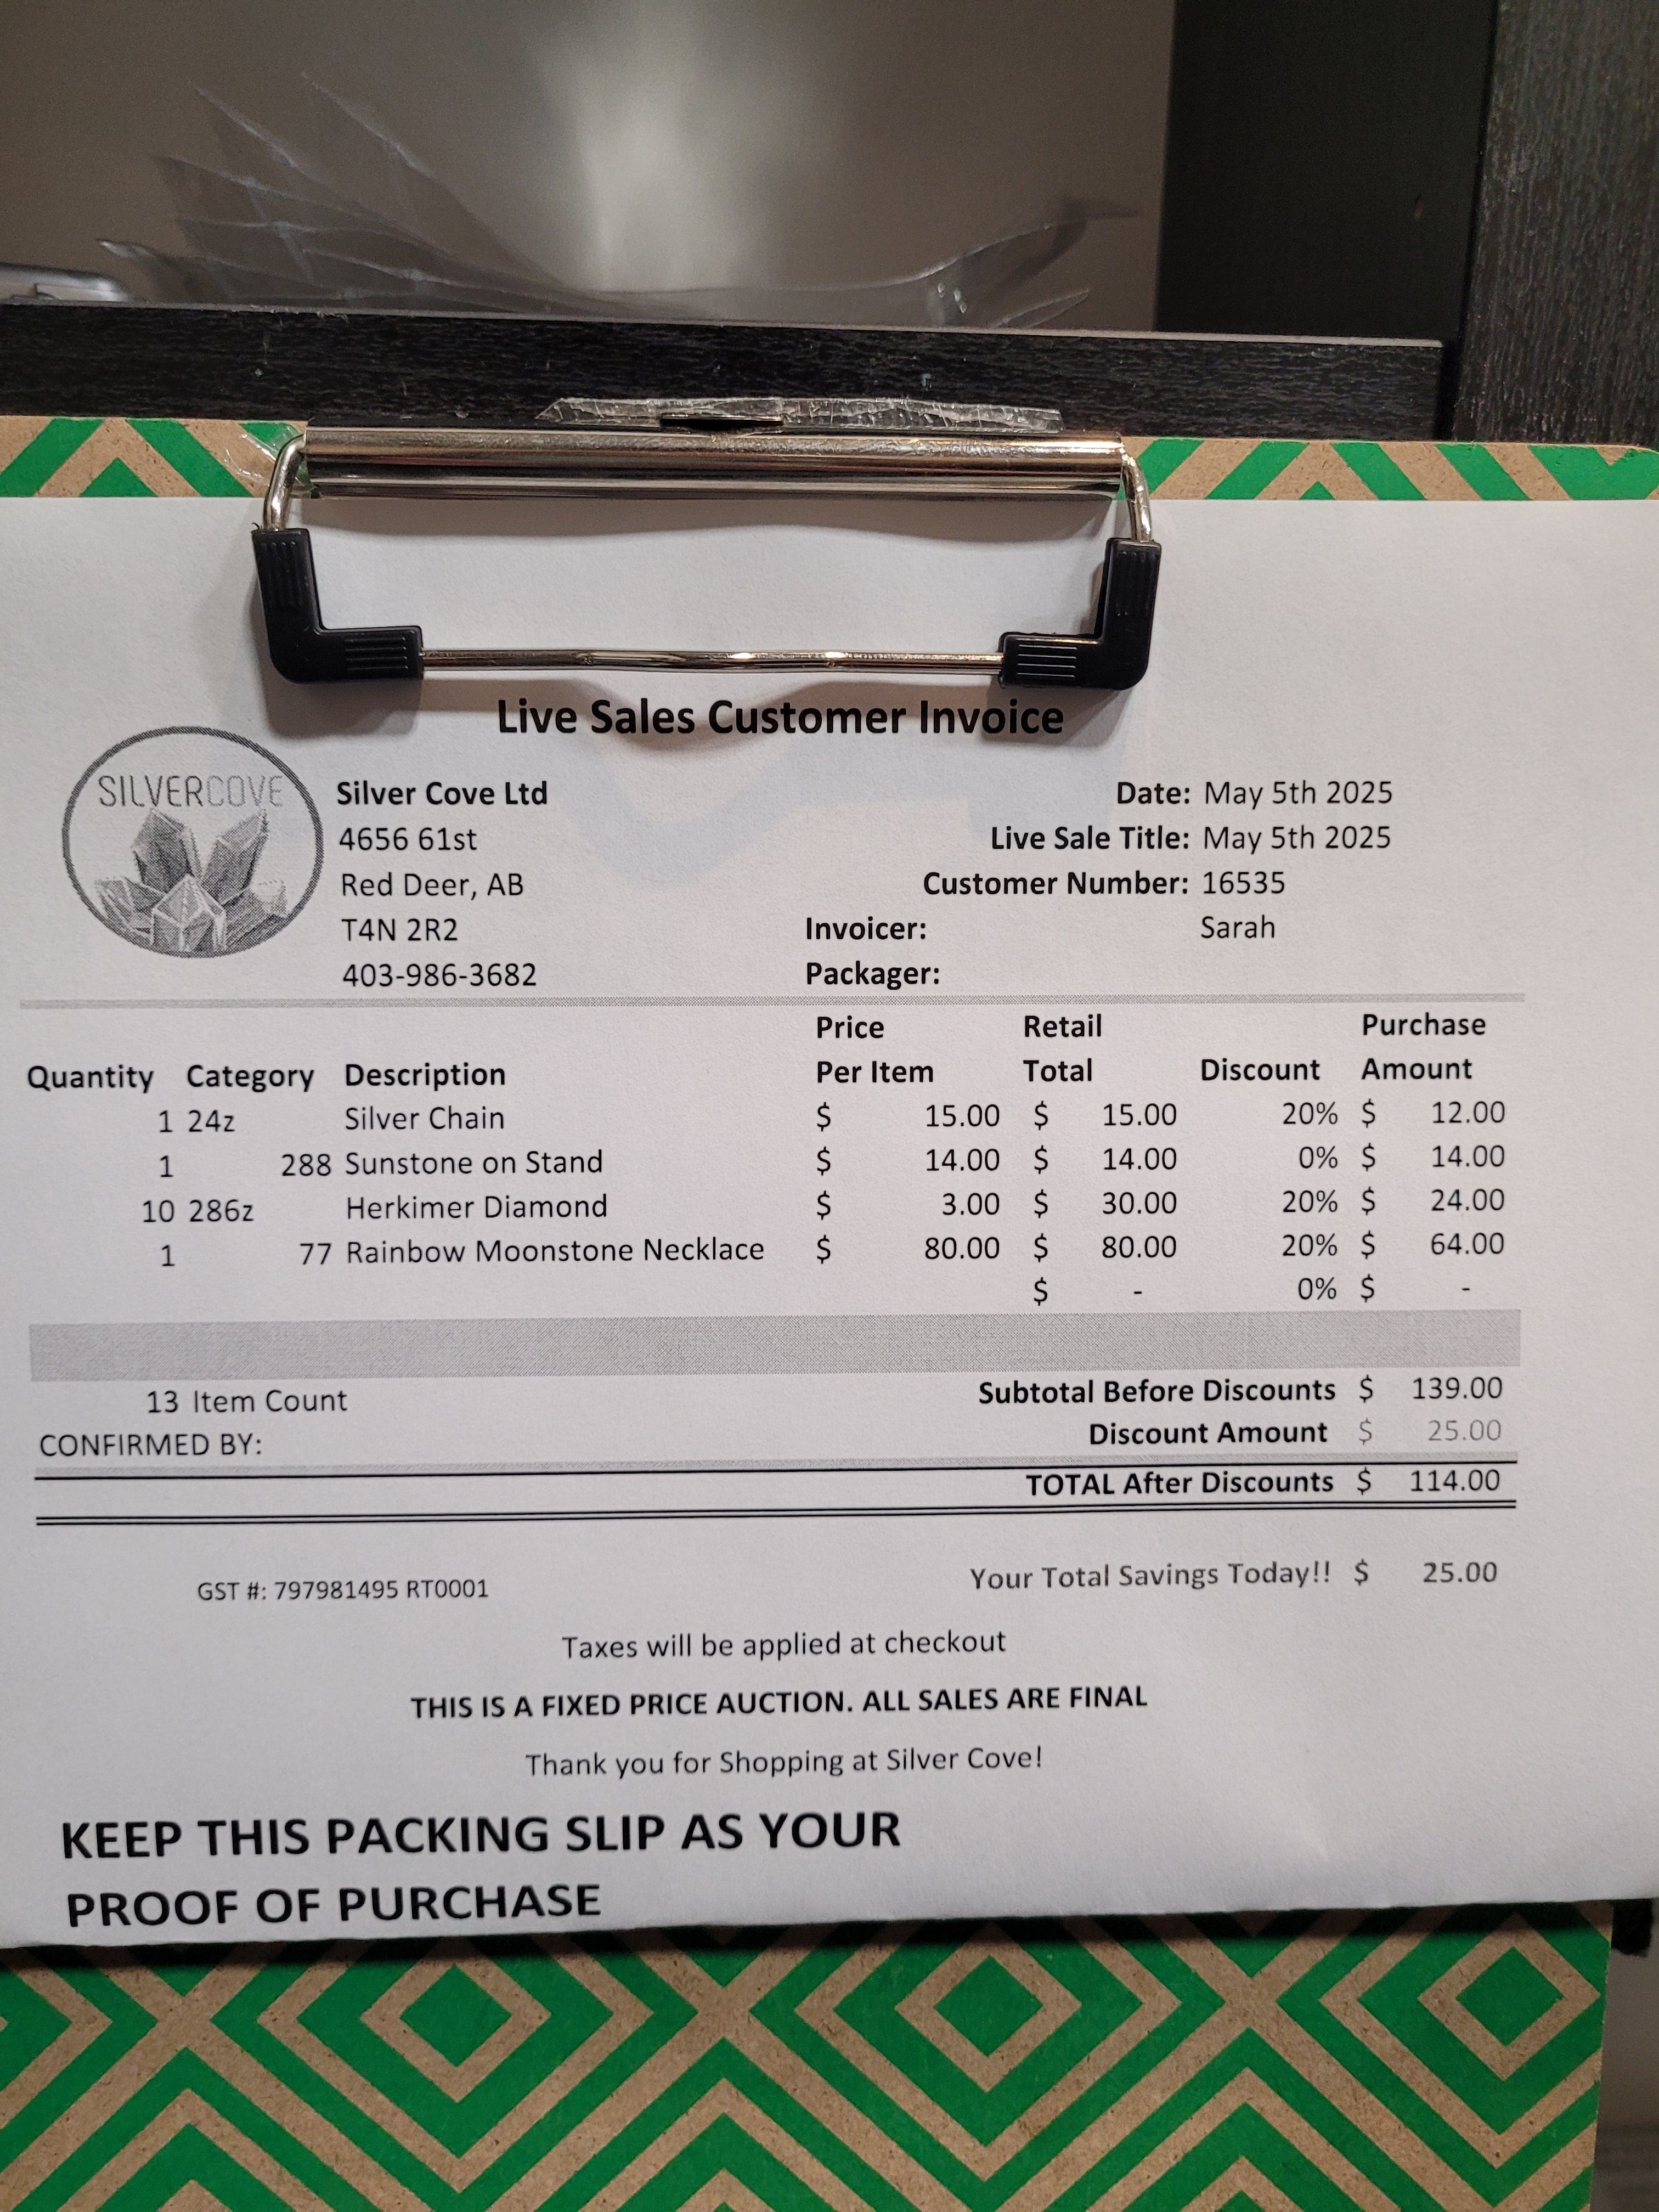 Live Sales Customer Invoice
SILVERCOVE
Silver Cove Ltd
4656 61st
Red Deer, AB
T4N 2R2
403-986-3682
Date: May 5th 2025
Live Sale Title: May 5th 2025
Customer Number: 16535
Invoicer: Sarah
Packager:
Quantity Category Description Price Per Item Retail Total Discount Purchase Amount
1 24z Silver Chain $ 15.00 $ 15.00 20% $ 12.00
1 288 Sunstone on Stand $ 14.00 $ 14.00 0% $ 14.00
10 286z Herkimer Diamond $ 3.00 $ 30.00 20% $ 24.00
1 77 Rainbow Moonstone Necklace $ 80.00 $ 80.00 20% $ 64.00
$ - 0% $ -
13 Item Count Subtotal Before Discounts $ 139.00
CONFIRMED BY: Discount Amount $ 25.00
TOTAL After Discounts $ 114.00
GST #: 797981495 RT0001 Your Total Savings Today!! $ 25.00
Taxes will be applied at checkout
THIS IS A FIXED PRICE AUCTION. ALL SALES ARE FINAL
Thank you for Shopping at Silver Cove!
KEEP THIS PACKING SLIP AS YOUR
PROOF OF PURCHASE